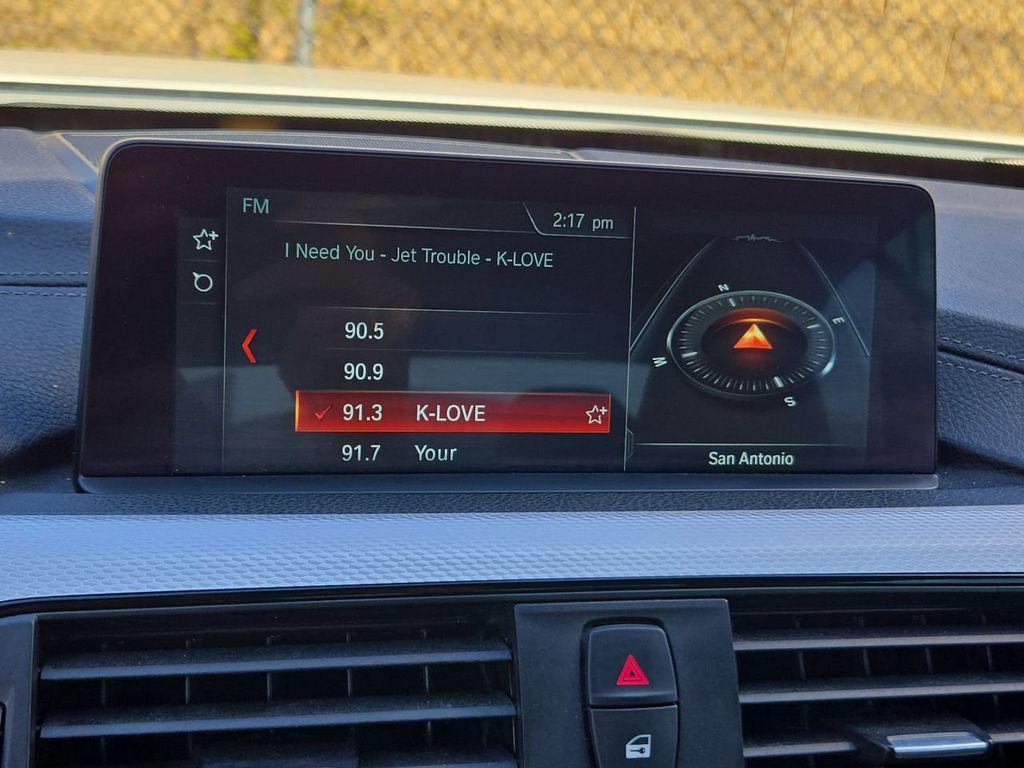 FM
2:17 pm
I Need You - Jet Trouble - K-LOVE
90.5
90.9
91.3 K-LOVE
91.7 Your
N
E
W
S
San Antonio